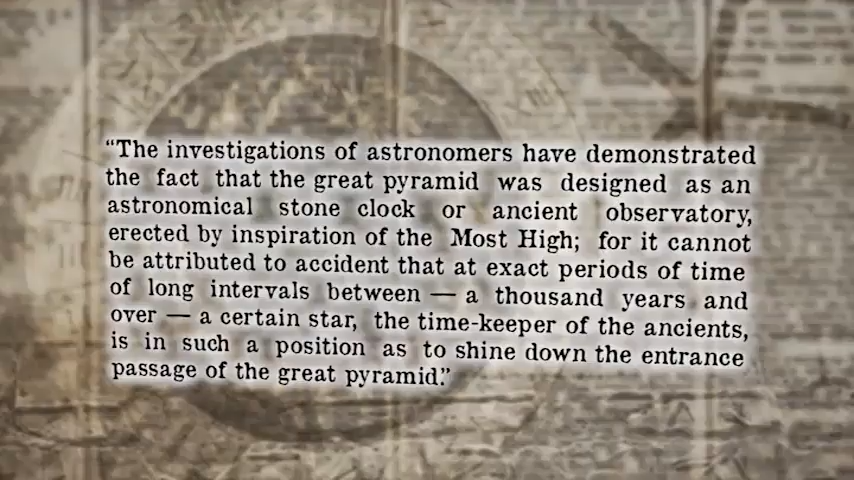 “The investigations of astronomers have demonstrated
the fact that the great pyramid was designed as an
astronomical stone clock or ancient observatory,
erected by inspiration of the Most High; for it cannot
be attributed to accident that at exact periods of time
of long intervals between — a thousand years and
over — a certain star, the time-keeper of the ancients,
is in such a position as to shine down the entrance
passage of the great pyramid.”